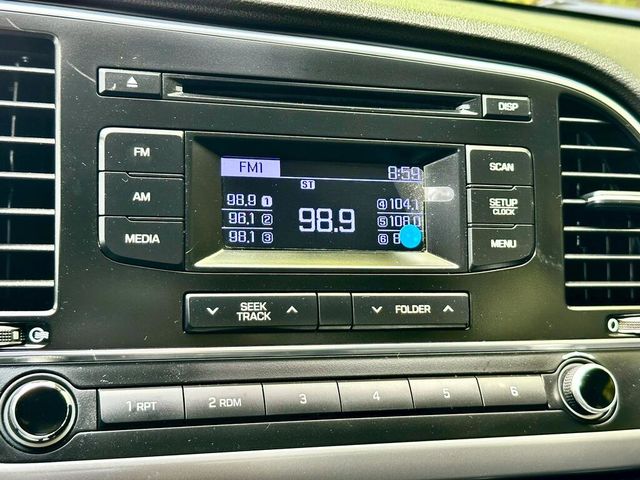 DISP
FM
AM
MEDIA
FM1
8:59
ST
98.9 1
96.1 2
98.1 3
98.9
4 104.1
5 108.0
6 8
SCAN
SETUP
CLOCK
MENU
SEEK
TRACK
FOLDER
1 RPT
2 RDM
3
4
5
6